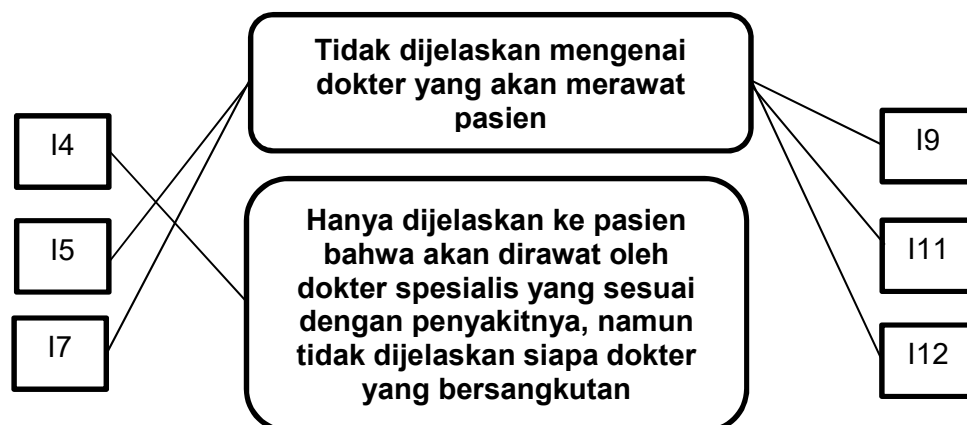 Tidak dijelaskan mengenai
dokter yang akan merawat
pasien
I4
I5
I7
Hanya dijelaskan ke pasien
bahwa akan dirawat oleh
dokter spesialis yang sesuai
dengan penyakitnya, namun
tidak dijelaskan siapa dokter
yang bersangkutan
I9
I11
I12